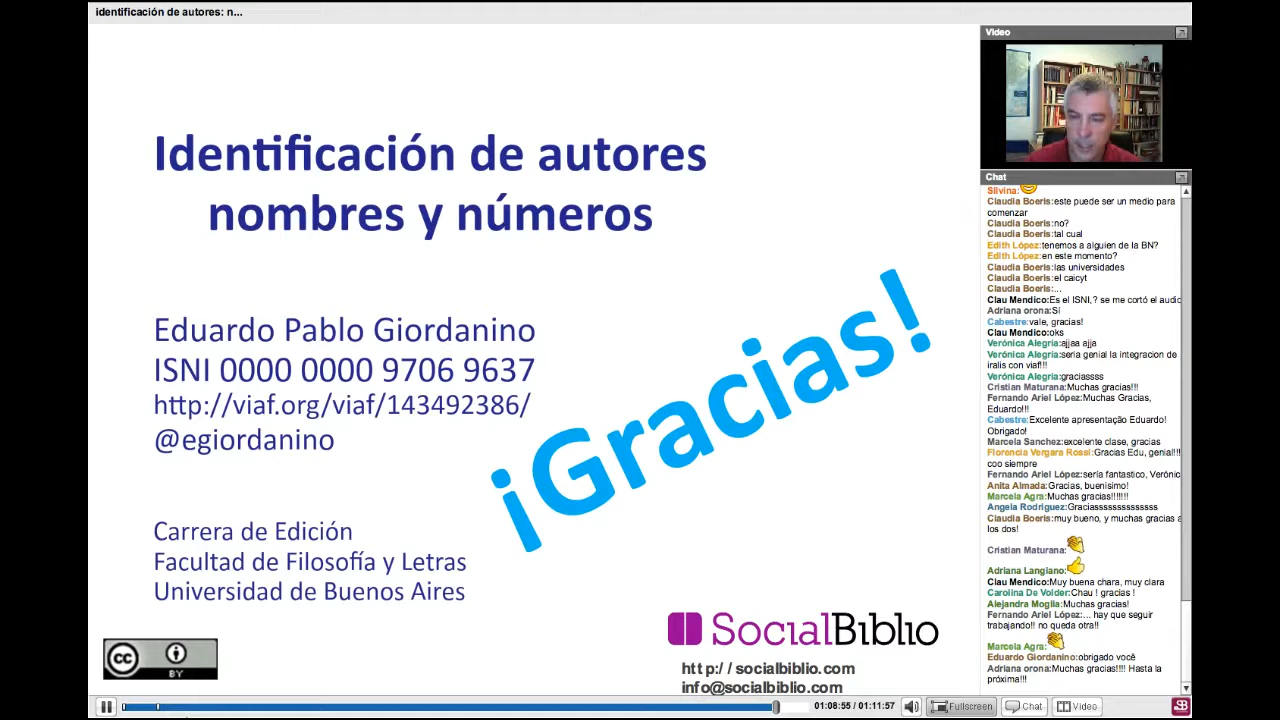 identificación de autores: n...
Identificación de autores
nombres y números
Eduardo Pablo Giordanino
ISNI 0000 0000 9706 9637
http://viaf.org/viaf/143492386/
@egiordanino
¡Gracias!
Carrera de Edición
Facultad de Filosofía y Letras
Universidad de Buenos Aires
cc
BY
SocialBiblio
http: / socialbiblio.com
info@socialbiblio.com
Video
Chat
Silvina:
Claudia Boeris:este puede ser un medio para
comenzar
Claudia Boeris:no?
Claudia Boeris:tal cual
Edith López:tenemos a alguien de la BN?
Edith López:en este momento?
Claudia Boeris:las universidades
Claudia Boeris:el caicyt
Claudia Boeris:...
Clau Mendico:Es el ISNI,? se me cortó el audio
Adriana orona:Sí
Cabestre:vale, gracias!
Clau Mendico:oks
Verónica Alegría:ajjaa ajja
Verónica Alegría:seria genial la integracion de
iralis con viaf!!!
Verónica Alegría:graciassss
Cristian Maturana:Muchas gracias!!!
Fernando Ariel López:Muchas Gracias,
Eduardo!!!
Cabestre:Excelente apresentação Eduardo!
Obrigado!
Marcela Sanchez:excelente clase, gracias
Florencia Vergara Rossi:Gracias Edu, genial!!!
coo siempre
Fernando Ariel López:sería fantastico, Verónic
Anita Almada:Gracias, buenísimo!
Marcela Agra:Muchas gracias!!!!!!!
Angela Rodriguez:Graciasssssssssssss
Claudia Boeris:muy bueno, y muchas gracias a
los dos!
Cristian Maturana:
Adriana Langiano:
Clau Mendico:Muy buena chara, muy clara
Carolina De Volder:Chau ! gracias !
Alejandra Moglia:Muchas gracias!
Fernando Ariel López:... hay que seguir
trabajando!! no queda otra!!
Marcela Agra:
Eduardo Giordanino:obrigado você
Adriana orona:Muchas gracias!!!! Hasta la
próxima!!!
01:08:55 / 01:11:57
Fullscreen
Chat
Video
SB